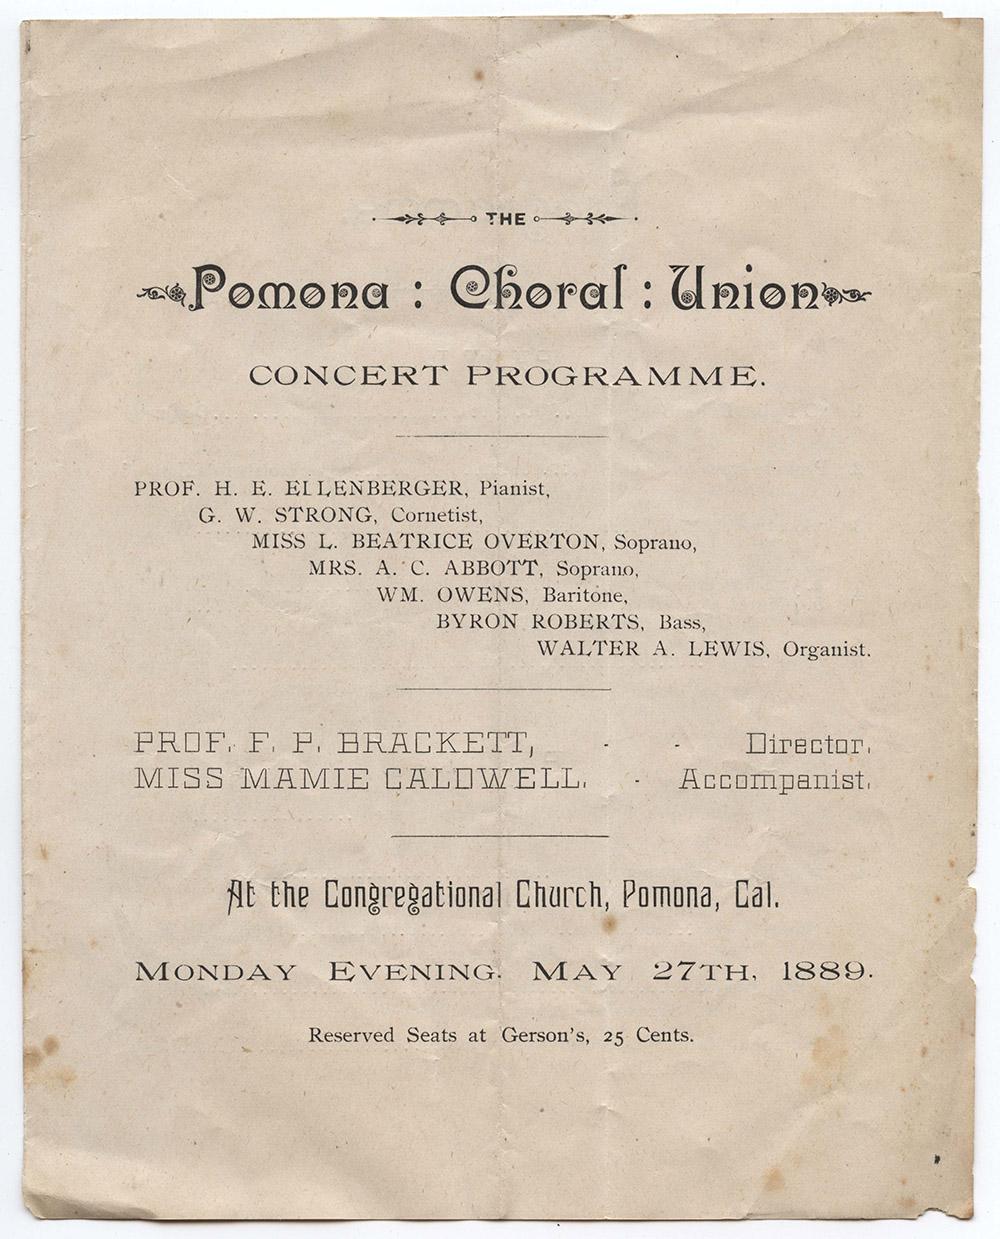 THE
Pomona : Choral : Union
CONCERT PROGRAMME.
PROF. H. E. ELLENBERGER, Pianist,
G. W. STRONG, Cornetist,
MISS L. BEATRICE OVERTON, Soprano,
MRS. A. C. ABBOTT, Soprano,
WM. OWENS, Baritone,
BYRON ROBERTS, Bass,
WALTER A. LEWIS, Organist.
PROF. F. P. BRACKETT, - - Director.
MISS MAMIE CALDWELL. - Accompanist.
At the Congregational Church, Pomona, Cal.
MONDAY EVENING. MAY 27TH, 1889.
Reserved Seats at Gerson's, 25 Cents.